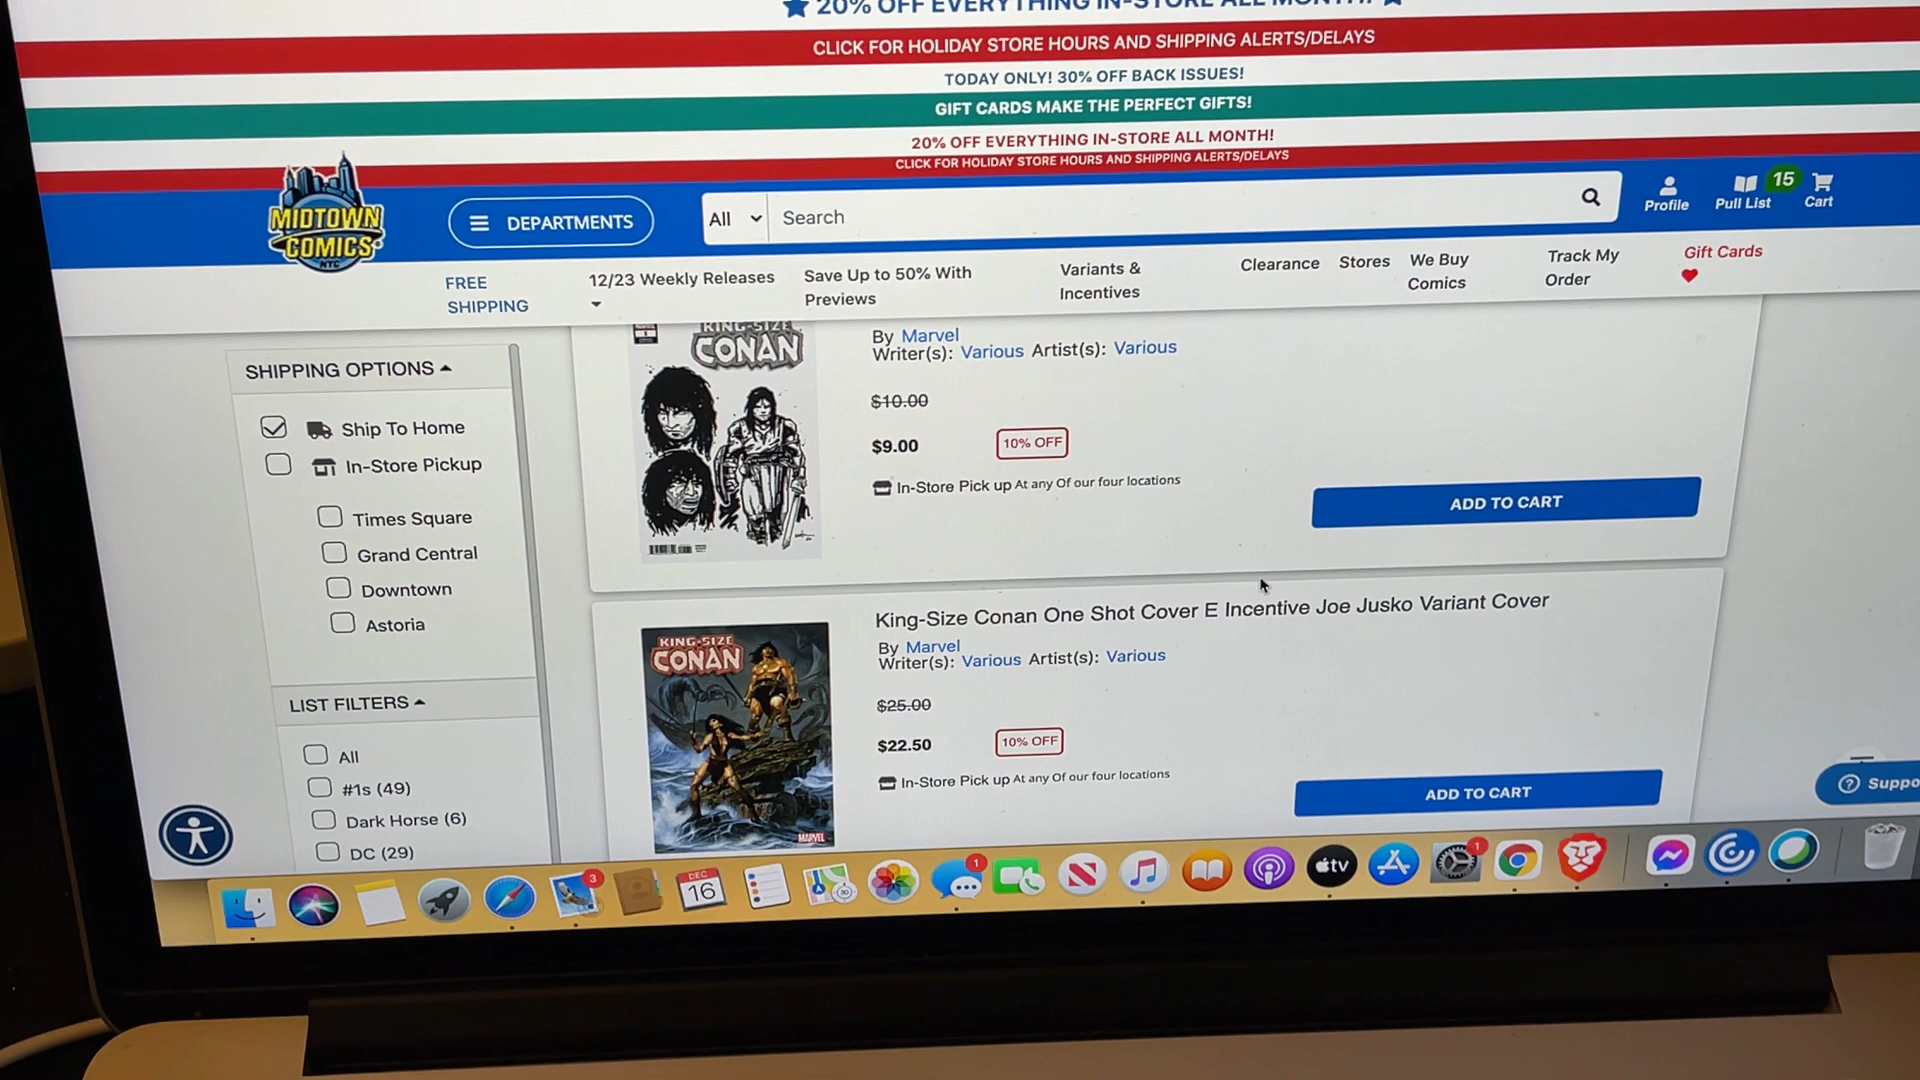 20% OFF EVERYTHING IN-STORE ALL MONTH!
CLICK FOR HOLIDAY STORE HOURS AND SHIPPING ALERTS/DELAYS
TODAY ONLY! 30% OFF BACK ISSUES!
GIFT CARDS MAKE THE PERFECT GIFTS!
20% OFF EVERYTHING IN-STORE ALL MONTH!
CLICK FOR HOLIDAY STORE HOURS AND SHIPPING ALERTS/DELAYS
MIDTOWN
COMICS
NYC
DEPARTMENTS
All
Search
Profile
Pull List
15
Cart
FREE
SHIPPING
12/23 Weekly Releases
Save Up to 50% With
Previews
Variants &
Incentives
Clearance
Stores
We Buy
Comics
Track My
Order
Gift Cards
SHIPPING OPTIONS
Ship To Home
In-Store Pickup
Times Square
Grand Central
Downtown
Astoria
LIST FILTERS
All
#1s (49)
Dark Horse (6)
DC (29)
KING-SIZE
CONAN
By Marvel
Writer(s): Various Artist(s): Various
$10.00
$9.00
10% OFF
In-Store Pick up At any Of our four locations
ADD TO CART
KING-SIZE
CONAN
MARVEL
King-Size Conan One Shot Cover E Incentive Joe Jusko Variant Cover
By Marvel
Writer(s): Various Artist(s): Various
$25.00
$22.50
10% OFF
In-Store Pick up At any Of our four locations
ADD TO CART
Suppo
3
DEC
16
1
tv
1